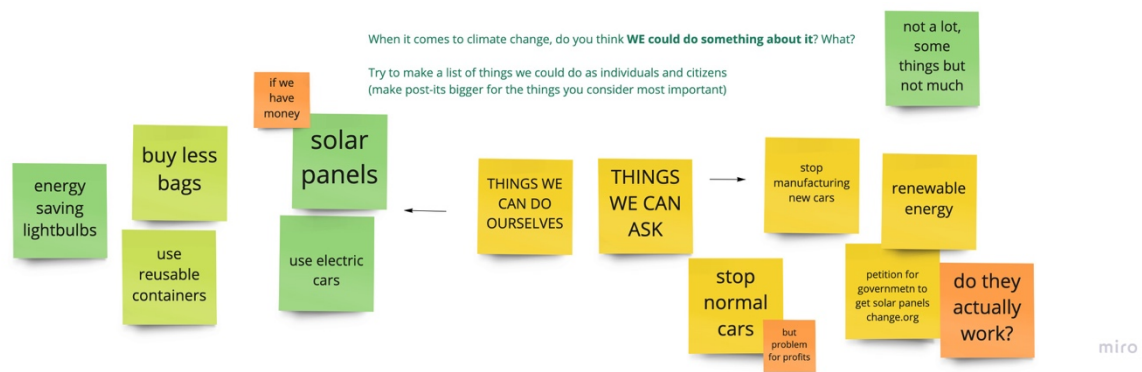 When it comes to climate change, do you think WE could do something about it? What?
Try to make a list of things we could do as individuals and citizens
(make post-its bigger for the things you consider most important)
not a lot,
some
things but
not much
if we
have
money
solar
panels
buy less
bags
energy
saving
lightbulbs
use
reusable
containers
use electric
cars
THINGS WE
CAN DO
OURSELVES
THINGS
WE CAN
ASK
stop
manufacturing
new cars
renewable
energy
stop
normal
cars
but
problem
for profits
petition for
governmetn to
get solar panels
change.org
do they
actually
work?
miro